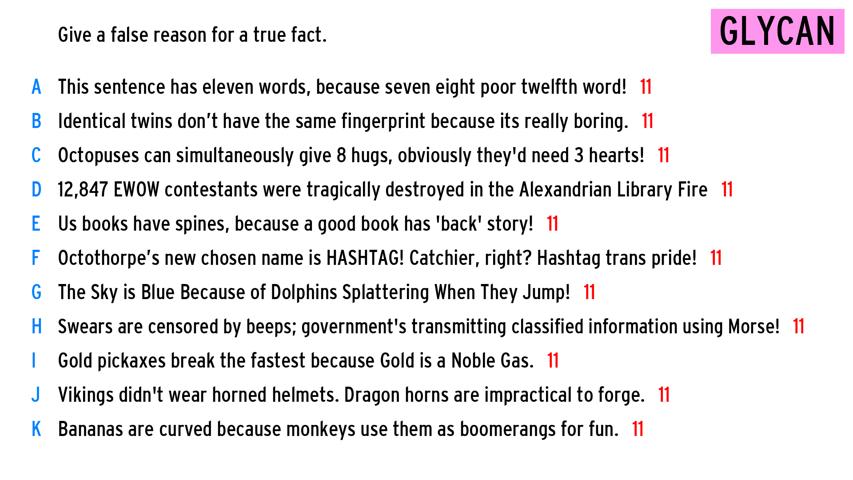 Give a false reason for a true fact.
GLYCAN
A This sentence has eleven words, because seven eight poor twelfth word! 11
B Identical twins don’t have the same fingerprint because its really boring. 11
C Octopuses can simultaneously give 8 hugs, obviously they'd need 3 hearts! 11
D 12,847 EWOW contestants were tragically destroyed in the Alexandrian Library Fire 11
E Us books have spines, because a good book has 'back' story! 11
F Octothorpe’s new chosen name is HASHTAG! Catchier, right? Hashtag trans pride! 11
G The Sky is Blue Because of Dolphins Splattering When They Jump! 11
H Swears are censored by beeps; government's transmitting classified information using Morse! 11
I Gold pickaxes break the fastest because Gold is a Noble Gas. 11
J Vikings didn't wear horned helmets. Dragon horns are impractical to forge. 11
K Bananas are curved because monkeys use them as boomerangs for fun. 11